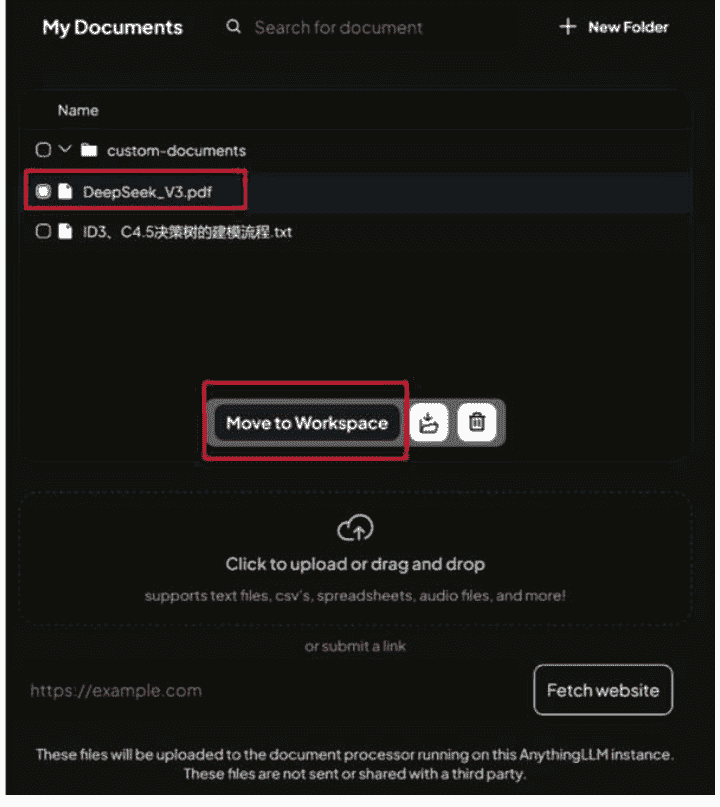 My Documents
Search for document
New Folder
Name
custom-documents
DeepSeek_V3.pdf
ID3、C4.5决策树的建模流程.txt
Move to Workspace
Click to upload or drag and drop
supports text files, csv's, spreadsheets, audio files, and more!
or submit a link
https://example.com
Fetch website
These files will be uploaded to the document processor running on this AnythingLLM instance.
These files are not sent or shared with a third party.